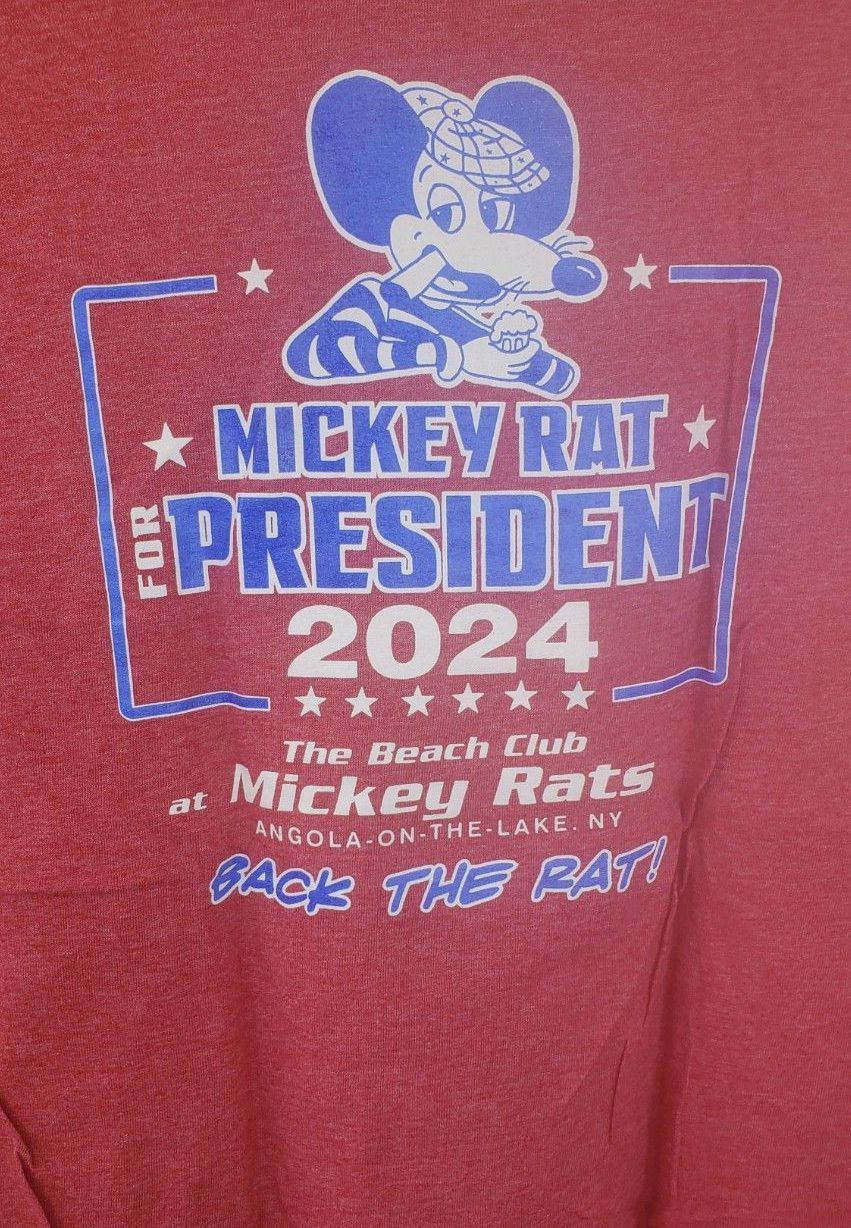 MICKEY RAT
FOR PRESIDENT
2024
The Beach Club
at Mickey Rats
ANGOLA-ON-THE-LAKE. NY
BACK THE RAT!